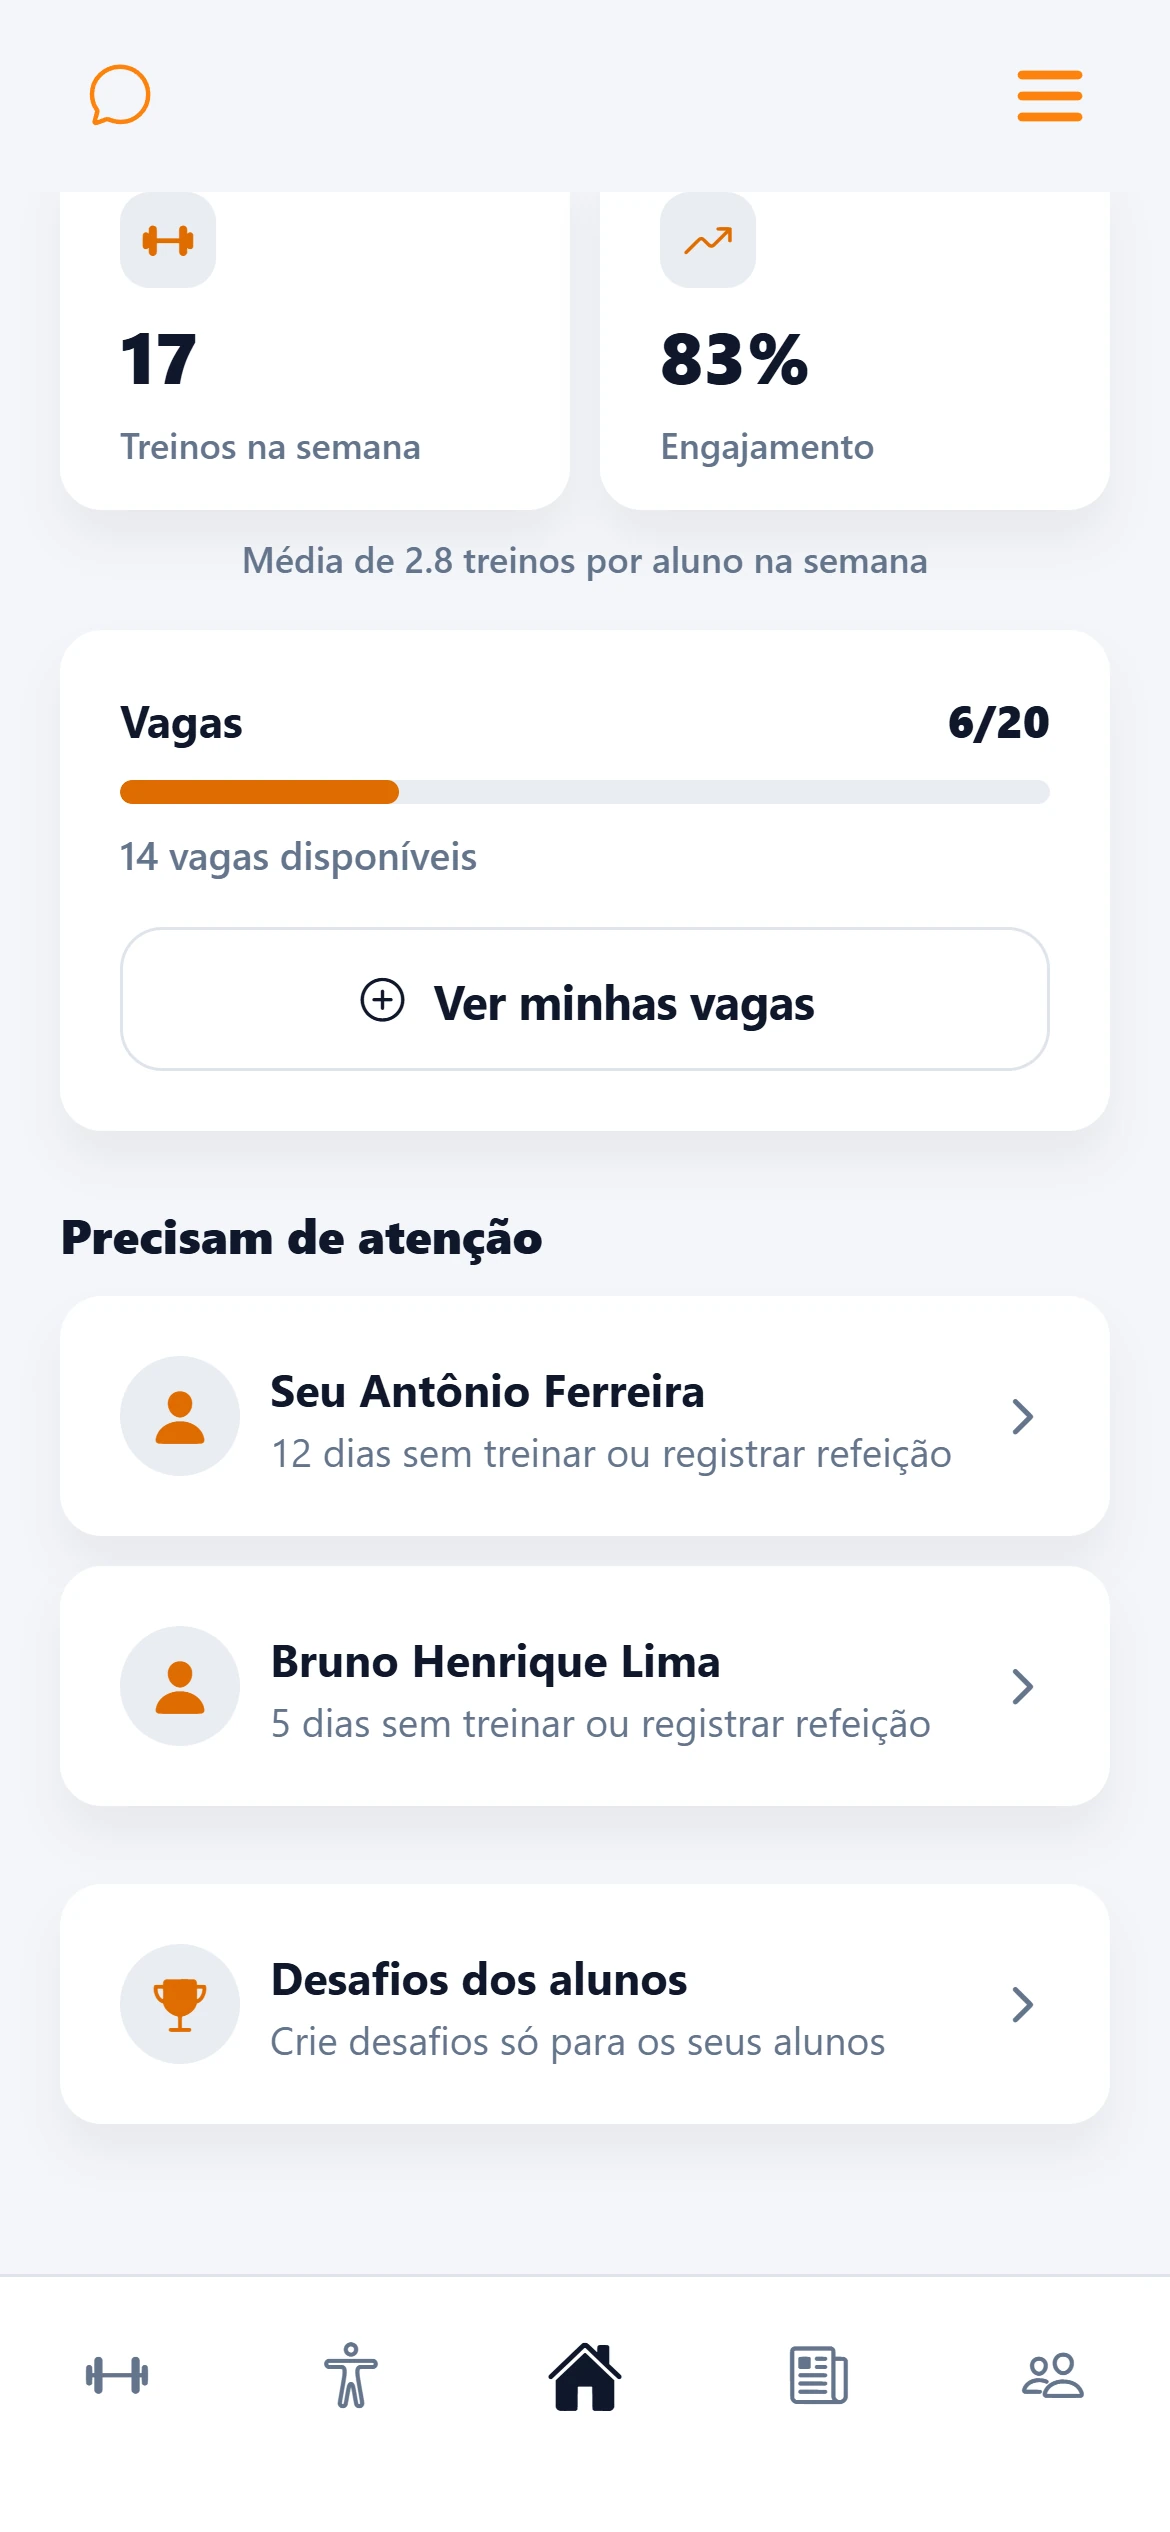 17
Treinos na semana
83%
Engajamento
Média de 2.8 treinos por aluno na semana
Vagas
6/20
14 vagas disponíveis
Ver minhas vagas
Precisam de atenção
Seu Antônio Ferreira
12 dias sem treinar ou registrar refeição
Bruno Henrique Lima
5 dias sem treinar ou registrar refeição
Desafios dos alunos
Crie desafios só para os seus alunos